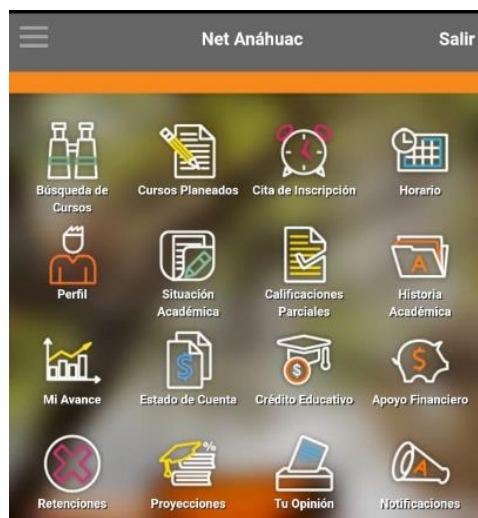 Net Anáhuac
Salir
Búsqueda de
Cursos
Cursos Planeados
Cita de Inscripción
Horario
Perfil
Situación
Académica
Calificaciones
Parciales
A
Historia
Académica
Mi Avance
$
Estado de Cuenta
$
Crédito Educativo
$
Apoyo Financiero
Retenciones
%
Proyecciones
Tu Opinión
A
Notificaciones